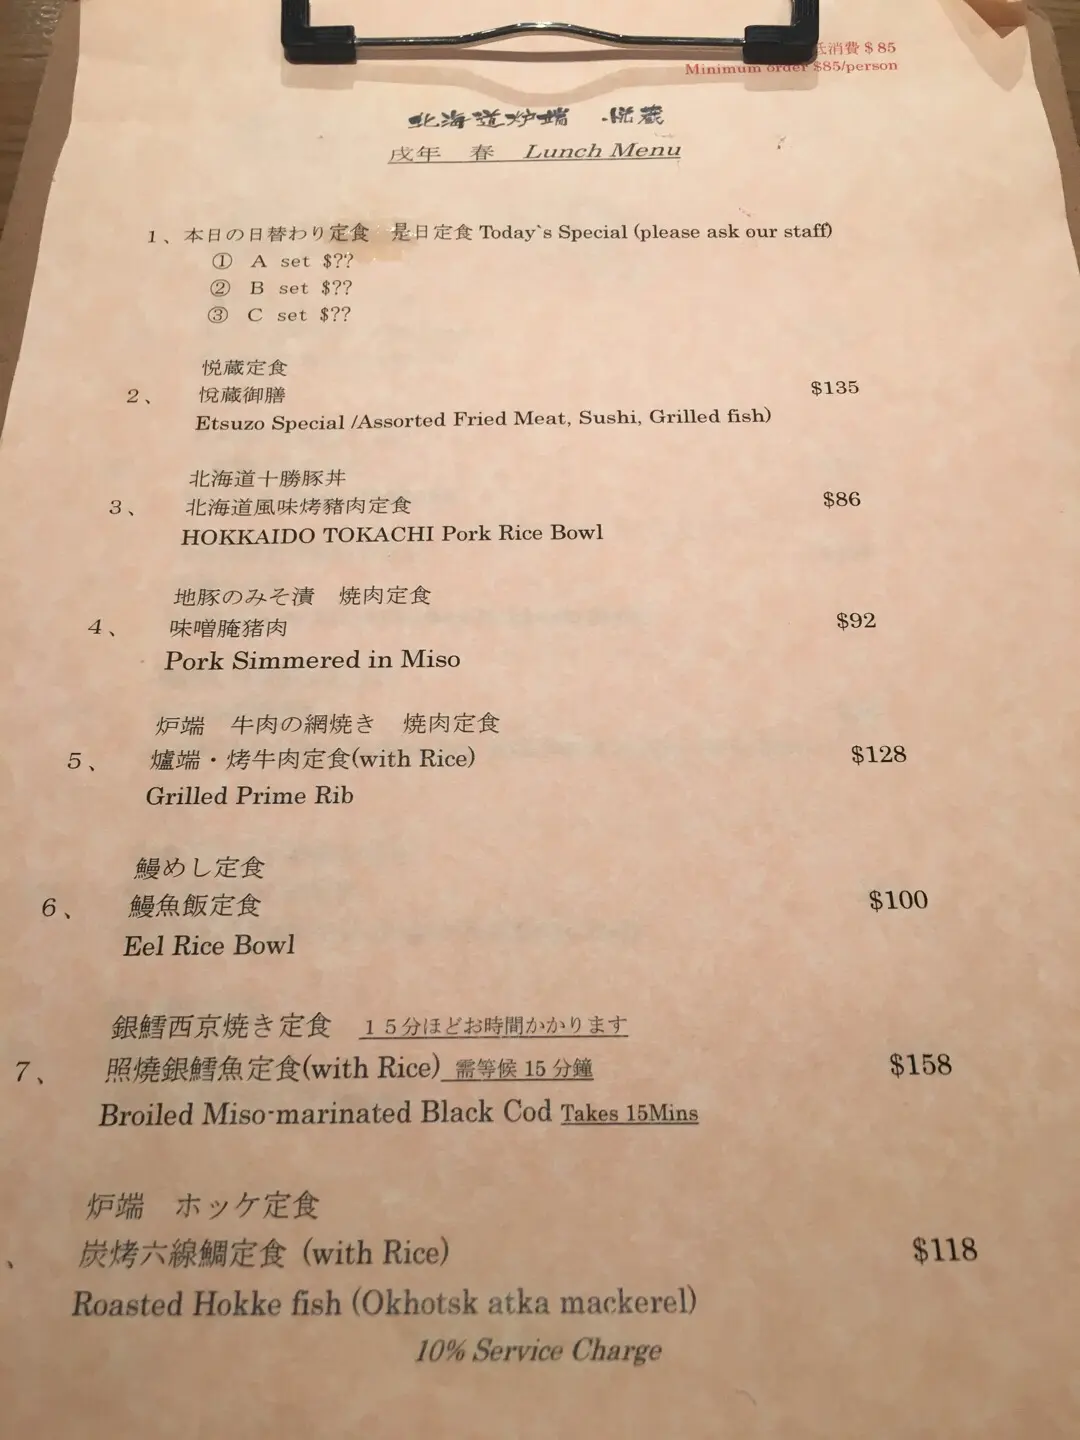 低消費 $ 85
Minimum order $85/person
北海道炉端 悦蔵
戌年 春 Lunch Menu
1、本日の日替わり定食 是日定食 Today`s Special (please ask our staff)
① A set $??
② B set $??
③ C set $??
悦蔵定食
2、 悅蔵御膳 $135
Etsuzo Special /Assorted Fried Meat, Sushi, Grilled fish)
北海道十勝豚丼
3、 北海道風味烤豬肉定食 $86
HOKKAIDO TOKACHI Pork Rice Bowl
地豚のみそ漬 焼肉定食
4、 味噌腌猪肉 $92
Pork Simmered in Miso
炉端 牛肉の網焼き 焼肉定食
5、 爐端・烤牛肉定食(with Rice) $128
Grilled Prime Rib
鰻めし定食
6、 鰻魚飯定食 $100
Eel Rice Bowl
銀鱈西京焼き定食 15分ほどお時間かかります
7、 照燒銀鱈魚定食(with Rice) 需等候 15 分鐘 $158
Broiled Miso-marinated Black Cod Takes 15Mins
炉端 ホッケ定食
、 炭烤六線鯛定食 (with Rice) $118
Roasted Hokke fish (Okhotsk atka mackerel)
10% Service Charge